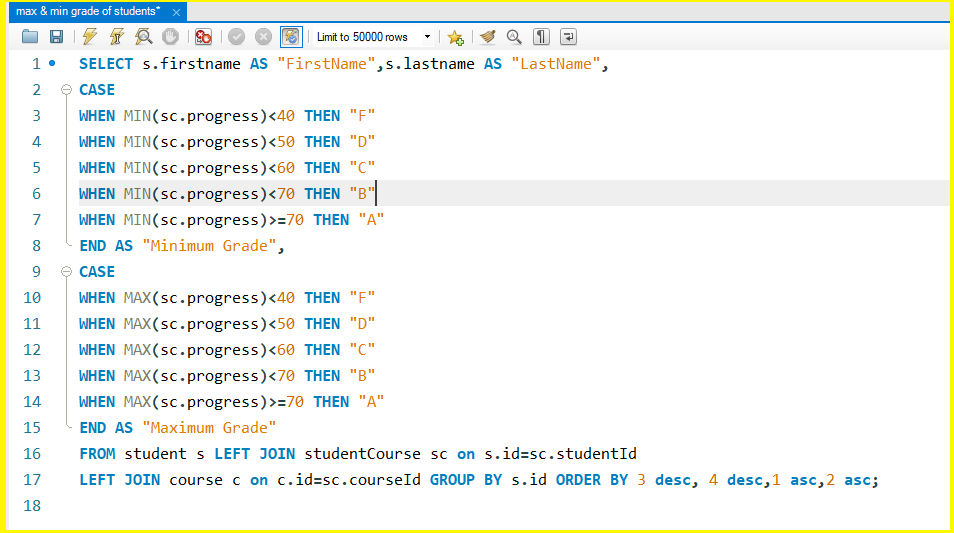 max & min grade of students* ×
Limit to 50000 rows
1 SELECT s.firstname AS "FirstName",s.lastname AS "LastName",
2 CASE
3 WHEN MIN(sc.progress)<40 THEN "F"
4 WHEN MIN(sc.progress)<50 THEN "D"
5 WHEN MIN(sc.progress)<60 THEN "C"
6 WHEN MIN(sc.progress)<70 THEN "B"
7 WHEN MIN(sc.progress)>=70 THEN "A"
8 END AS "Minimum Grade",
9 CASE
10 WHEN MAX(sc.progress)<40 THEN "F"
11 WHEN MAX(sc.progress)<50 THEN "D"
12 WHEN MAX(sc.progress)<60 THEN "C"
13 WHEN MAX(sc.progress)<70 THEN "B"
14 WHEN MAX(sc.progress)>=70 THEN "A"
15 END AS "Maximum Grade"
16 FROM student s LEFT JOIN studentCourse sc on s.id=sc.studentId
17 LEFT JOIN course c on c.id=sc.courseId GROUP BY s.id ORDER BY 3 desc, 4 desc,1 asc,2 asc;
18